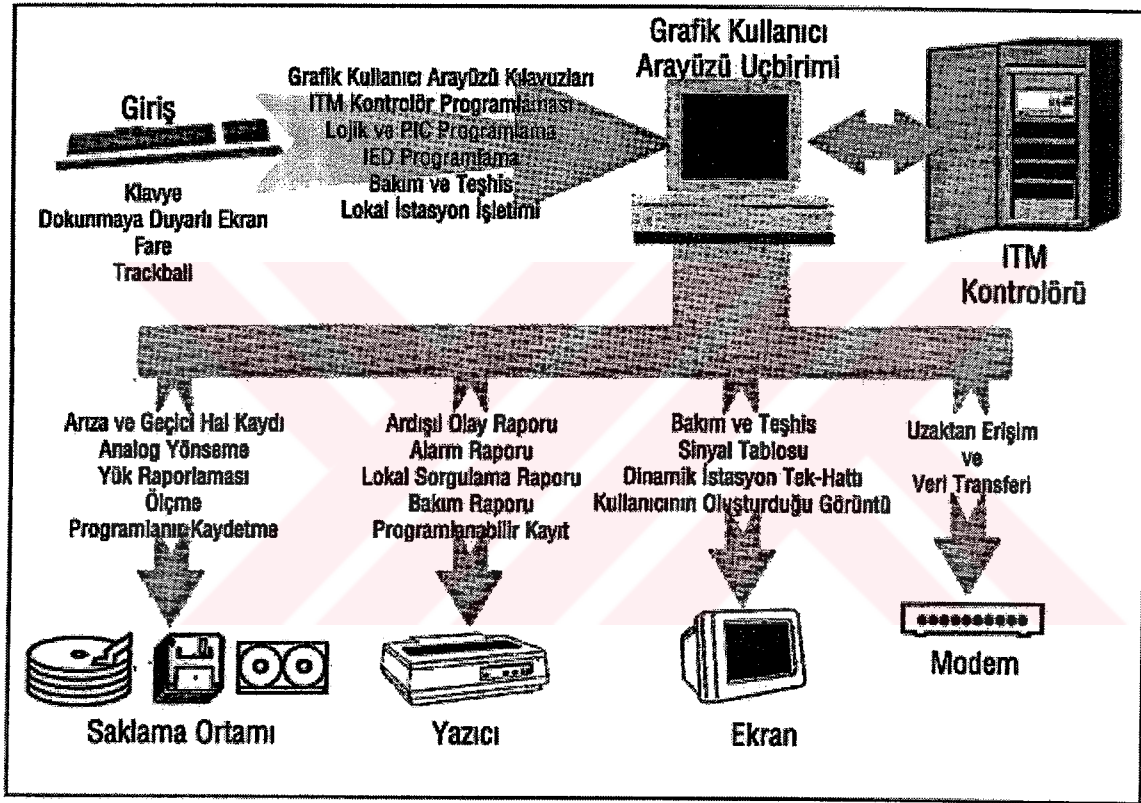 Grafik Kullanıcı
Arayüzü Uçbirimi
Giriş
Klavye
Dokunmaya Duyarlı Ekran
Fare
Trackball
Grafik Kullanıcı Arayüzü Kılavuzları
ITM Kontrolör Programlaması
Lojik ve PIC Programlama
IED Programlama
Bakım ve Teşhis
Lokal İstasyon İşletimi
ITM
Kontrolörü
Arıza ve Geçici Hal Kaydı
Analog Yönseme
Yük Raporlaması
Ölçme
Programlanır Kaydetme
Ardışıl Olay Raporu
Alarm Raporu
Lokal Sorgulama Raporu
Bakım Raporu
Programlanabilir Kayıt
Bakım ve Teşhis
Sinyal Tablosu
Dinamik İstasyon Tek-Hattı
Kullanıcının Oluşturduğu Görüntü
Uzaktan Erişim
ve
Veri Transferi
Saklama Ortamı
Yazıcı
Ekran
Modem